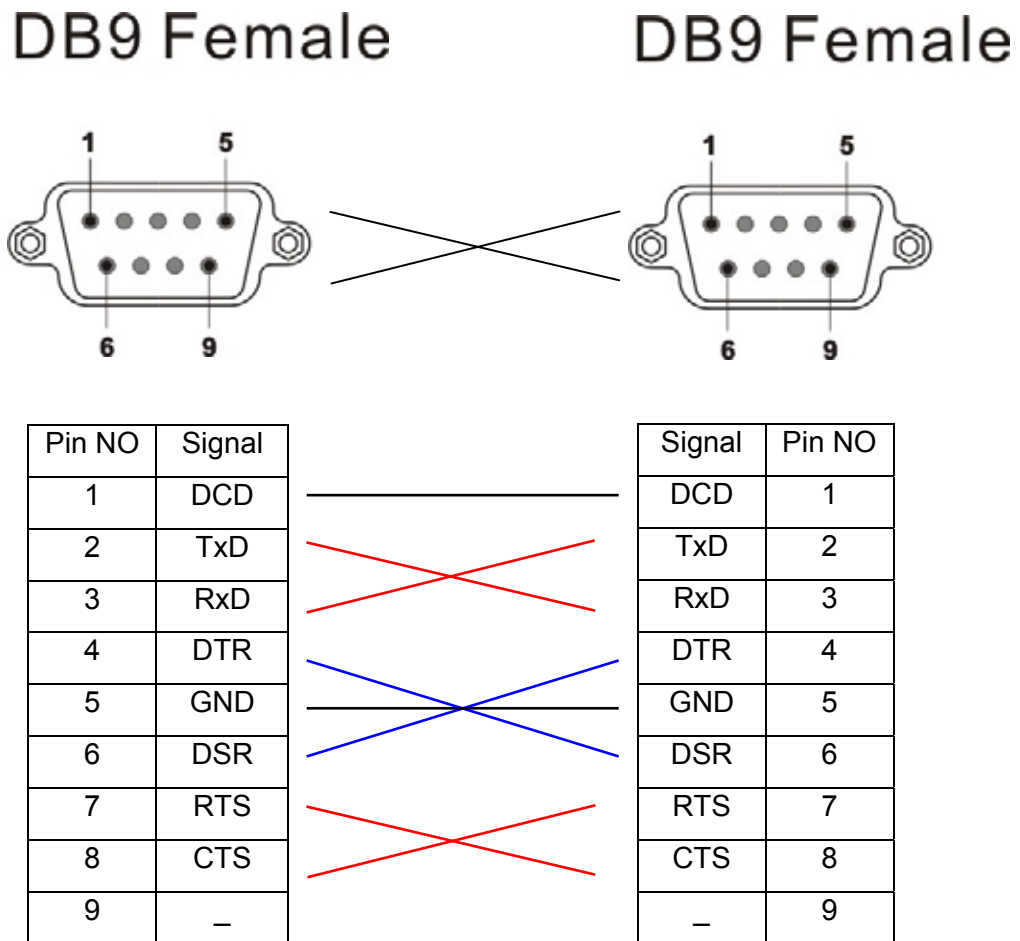 DB9 Female DB9 Female
1 5 1 5
6 9 6 9
Pin NO Signal Signal Pin NO
1 DCD DCD 1
2 TxD TxD 2
3 RxD RxD 3
4 DTR DTR 4
5 GND GND 5
6 DSR DSR 6
7 RTS RTS 7
8 CTS CTS 8
9 _ _ 9